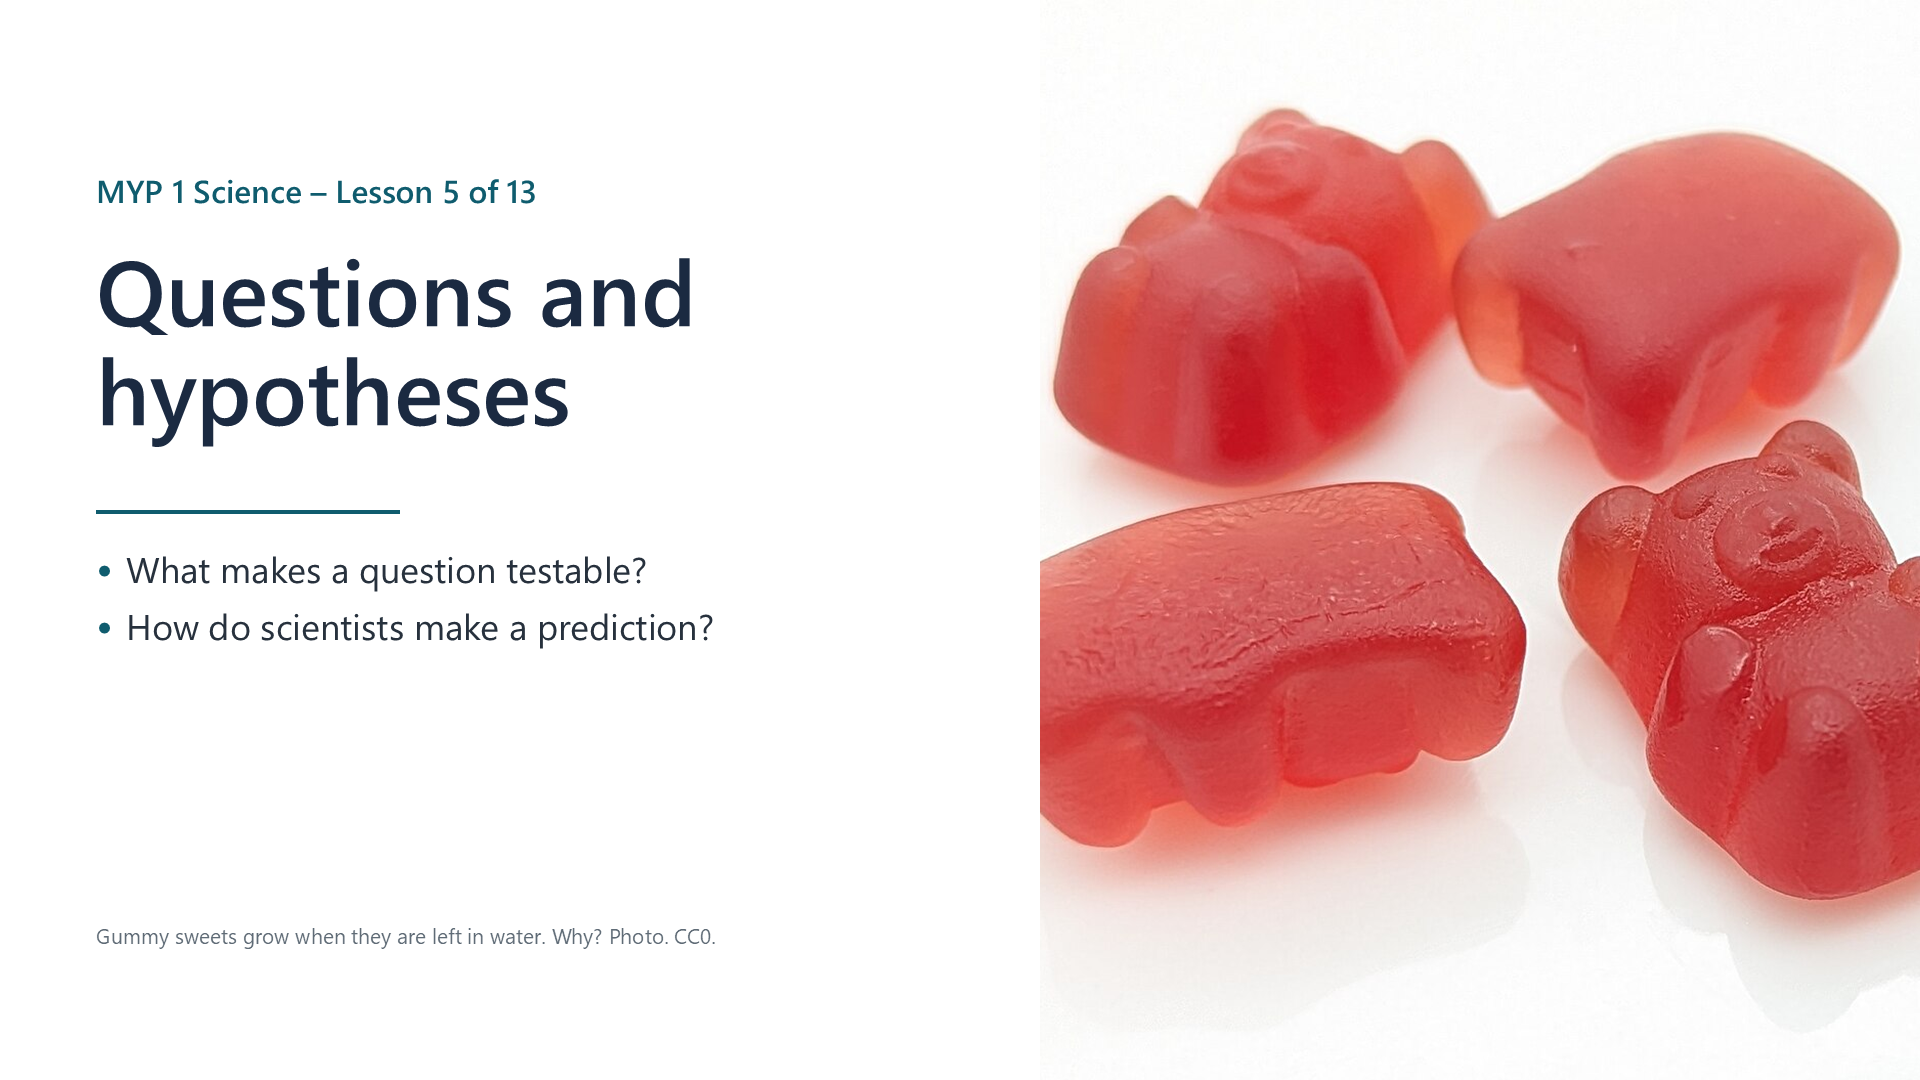 MYP 1 Science – Lesson 5 of 13
Questions and
hypotheses
• What makes a question testable?
• How do scientists make a prediction?
Gummy sweets grow when they are left in water. Why? Photo. CC0.